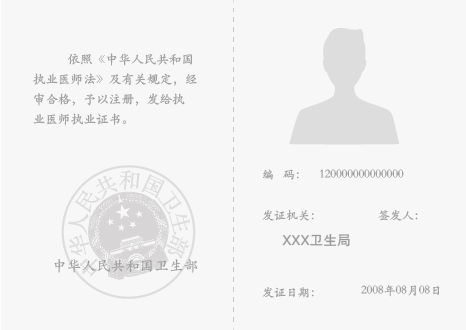 依照《中华人民共和国
执业医师法》及有关规定，经
审合格，予以注册，发给执
业医师执业证书。
中华人民共和国卫生部
中华人民共和国卫生部
编 码： 120000000000000
发证机关： 签发人：
XXX卫生局
发证日期： 2008年08月08日